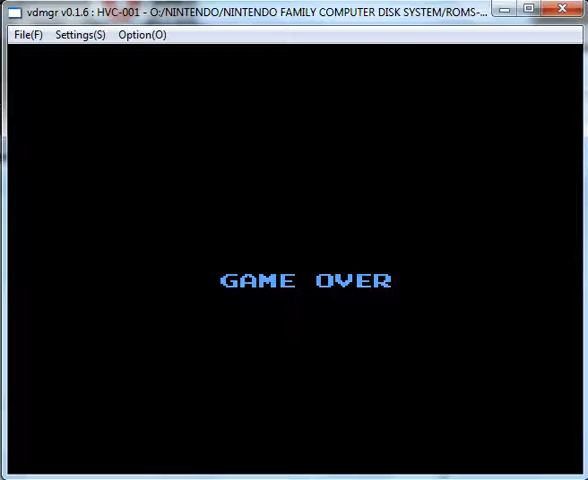 vdmgr v0.1.6 : HVC-001 - O:/NINTENDO/NINTENDO FAMILY COMPUTER DISK SYSTEM/ROMS-...
File(F) Settings(S) Option(O)
GAME OVER